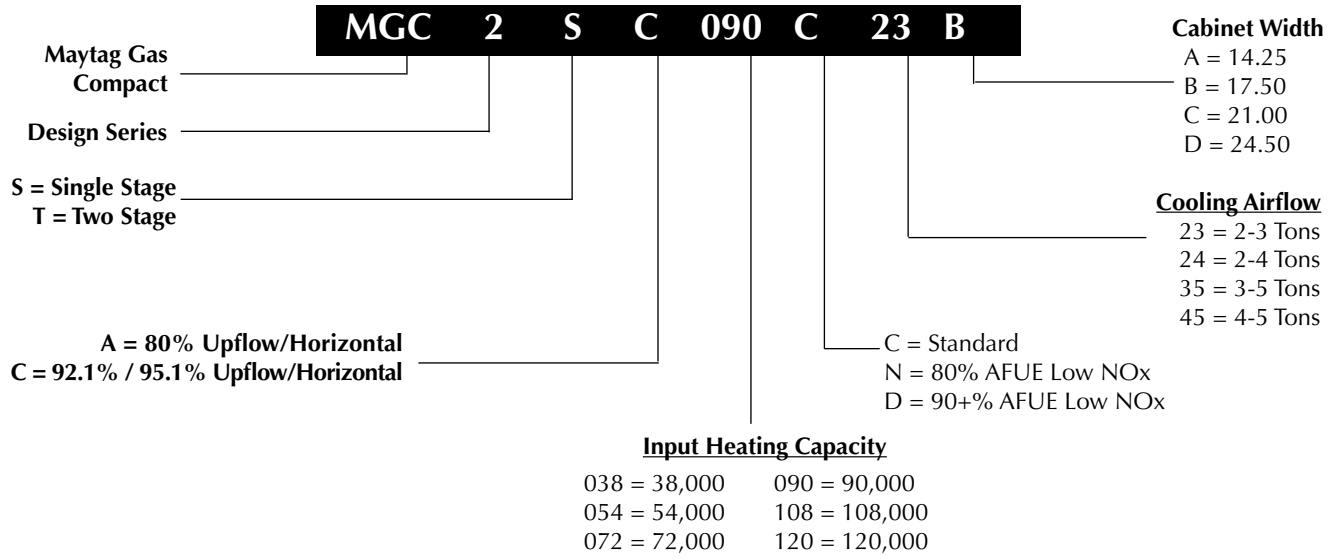 MGC 2 S C 090 C 23 B
Maytag Gas
Compact
Design Series
S = Single Stage
T = Two Stage
A = 80% Upflow/Horizontal
C = 92.1% / 95.1% Upflow/Horizontal
Input Heating Capacity
038 = 38,000 090 = 90,000
054 = 54,000 108 = 108,000
072 = 72,000 120 = 120,000
C = Standard
N = 80% AFUE Low NOx
D = 90+% AFUE Low NOx
Cooling Airflow
23 = 2-3 Tons
24 = 2-4 Tons
35 = 3-5 Tons
45 = 4-5 Tons
Cabinet Width
A = 14.25
B = 17.50
C = 21.00
D = 24.50